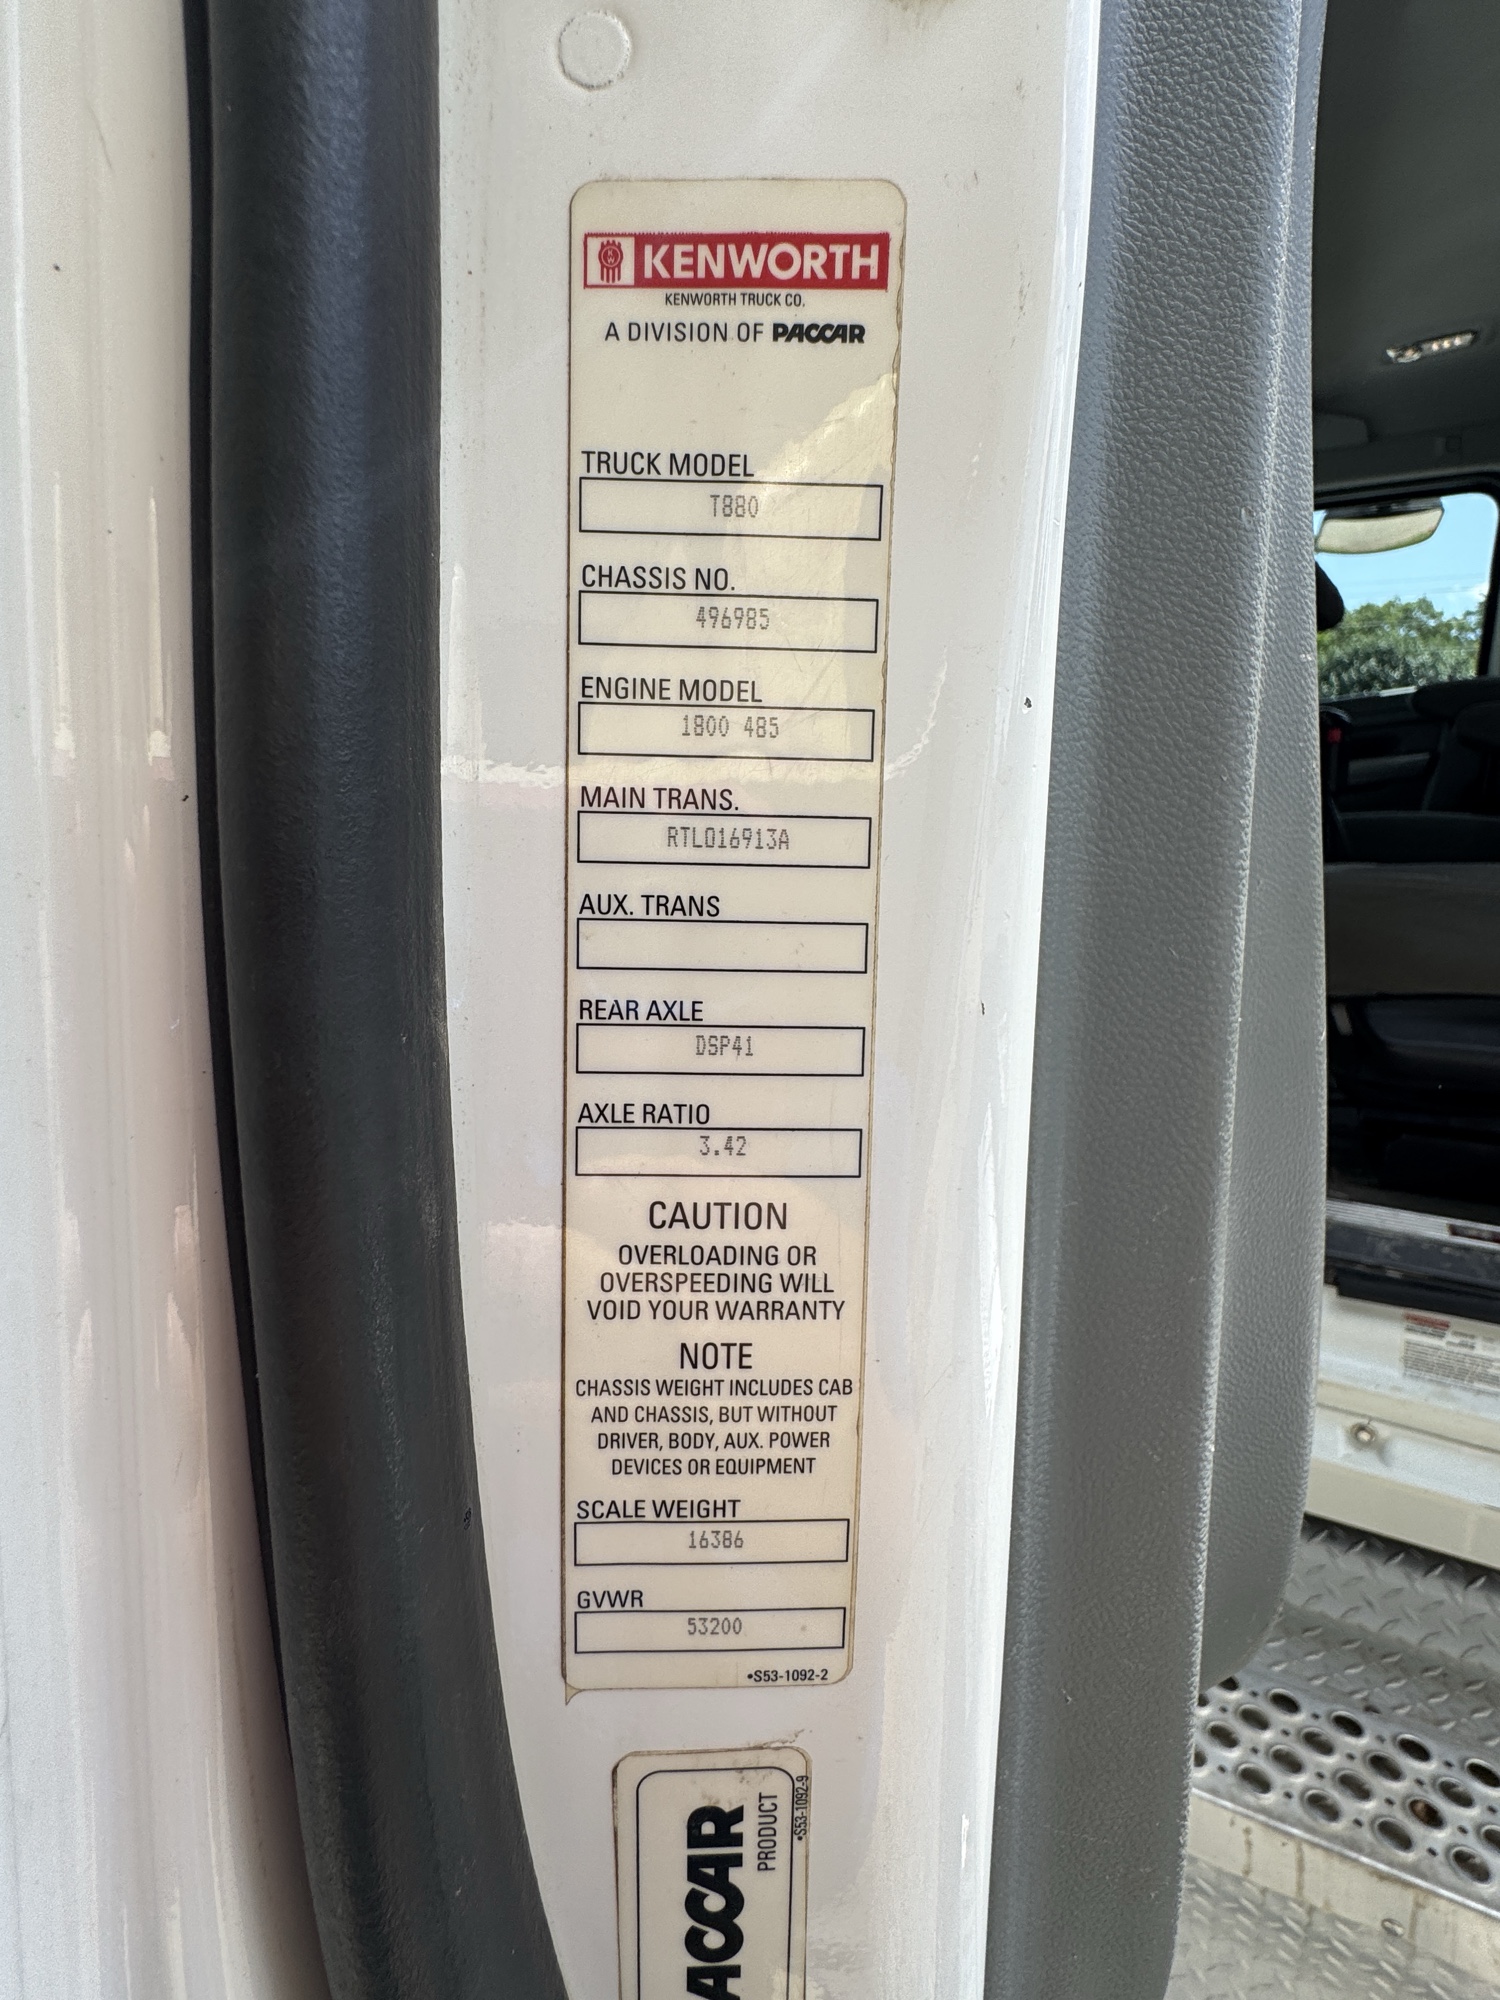 KENWORTH
KENWORTH TRUCK CO.
A DIVISION OF PACCAR
TRUCK MODEL
T880
CHASSIS NO.
496985
ENGINE MODEL
1800 485
MAIN TRANS.
RTLO16913A
AUX. TRANS
REAR AXLE
DSP41
AXLE RATIO
3.42
CAUTION
OVERLOADING OR
OVERSPEEDING WILL
VOID YOUR WARRANTY
NOTE
CHASSIS WEIGHT INCLUDES CAB
AND CHASSIS, BUT WITHOUT
DRIVER, BODY, AUX. POWER
DEVICES OR EQUIPMENT
SCALE WEIGHT
16386
GVWR
53200
•S53-1092-2
ACCAR
PRODUCT
•S53-1092-9